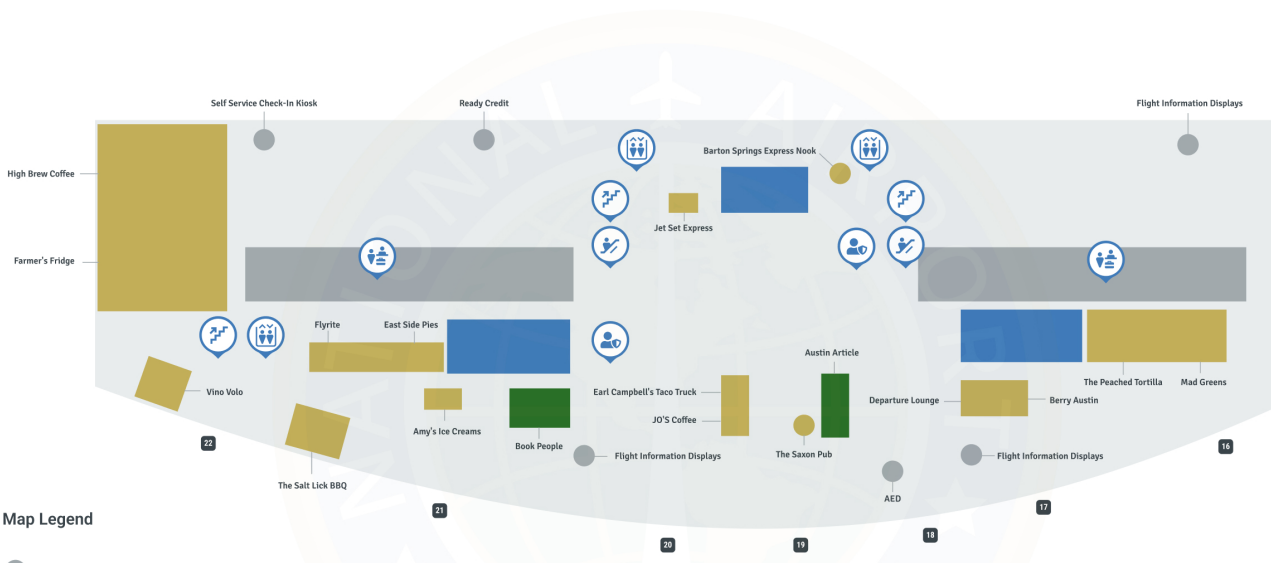 Self Service Check-In Kiosk
Ready Credit
Flight Information Displays
NATIONAL AIRPOR
Barton Springs Express Nook
High Brew Coffee
Jet Set Express
Farmer's Fridge
Flyrite
East Side Pies
Austin Article
Vino Volo
Earl Campbell's Taco Truck
The Peached Tortilla
Mad Greens
Departure Lounge
Berry Austin
JO'S Coffee
Amy's Ice Creams
22
Book People
The Saxon Pub
16
Flight Information Displays
Flight Information Displays
The Salt Lick BBQ
AED
21
17
Map Legend
18
20
19